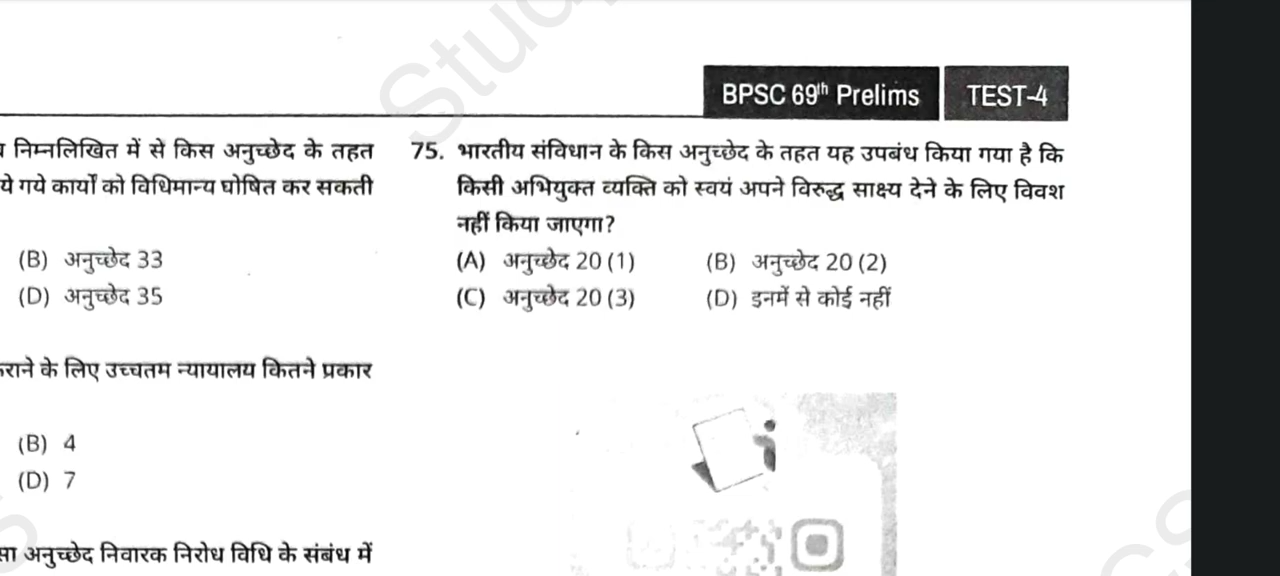 BPSC 69th Prelims TEST-4
निम्नलिखित में से किस अनुच्छेद के तहत
ये गये कार्यों को विधिमान्य घोषित कर सकती
(B) अनुच्छेद 33
(D) अनुच्छेद 35
के लिए उच्चतम न्यायालय कितने प्रकार
(B) 4
(D) 7
अनुच्छेद निवारक निरोध विधि के संबंध में
75. भारतीय संविधान के किस अनुच्छेद के तहत यह उपबंध किया गया है कि
किसी अभियुक्त व्यक्ति को स्वयं अपने विरुद्ध साक्ष्य देने के लिए विवश
नहीं किया जाएगा?
(A) अनुच्छेद 20 (1) (B) अनुच्छेद 20 (2)
(C) अनुच्छेद 20 (3) (D) इनमें से कोई नहीं